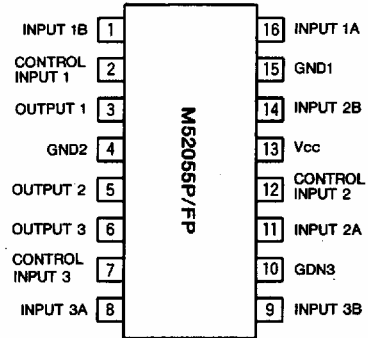 INPUT 1B 1
CONTROL
INPUT 1 2
OUTPUT 1 3
GND2 4
OUTPUT 2 5
OUTPUT 3 6
CONTROL
INPUT 3 7
INPUT 3A 8
M52055P/FP
16 INPUT 1A
15 GND1
14 INPUT 2B
13 Vcc
12 CONTROL
INPUT 2
11 INPUT 2A
10 GDN3
9 INPUT 3B